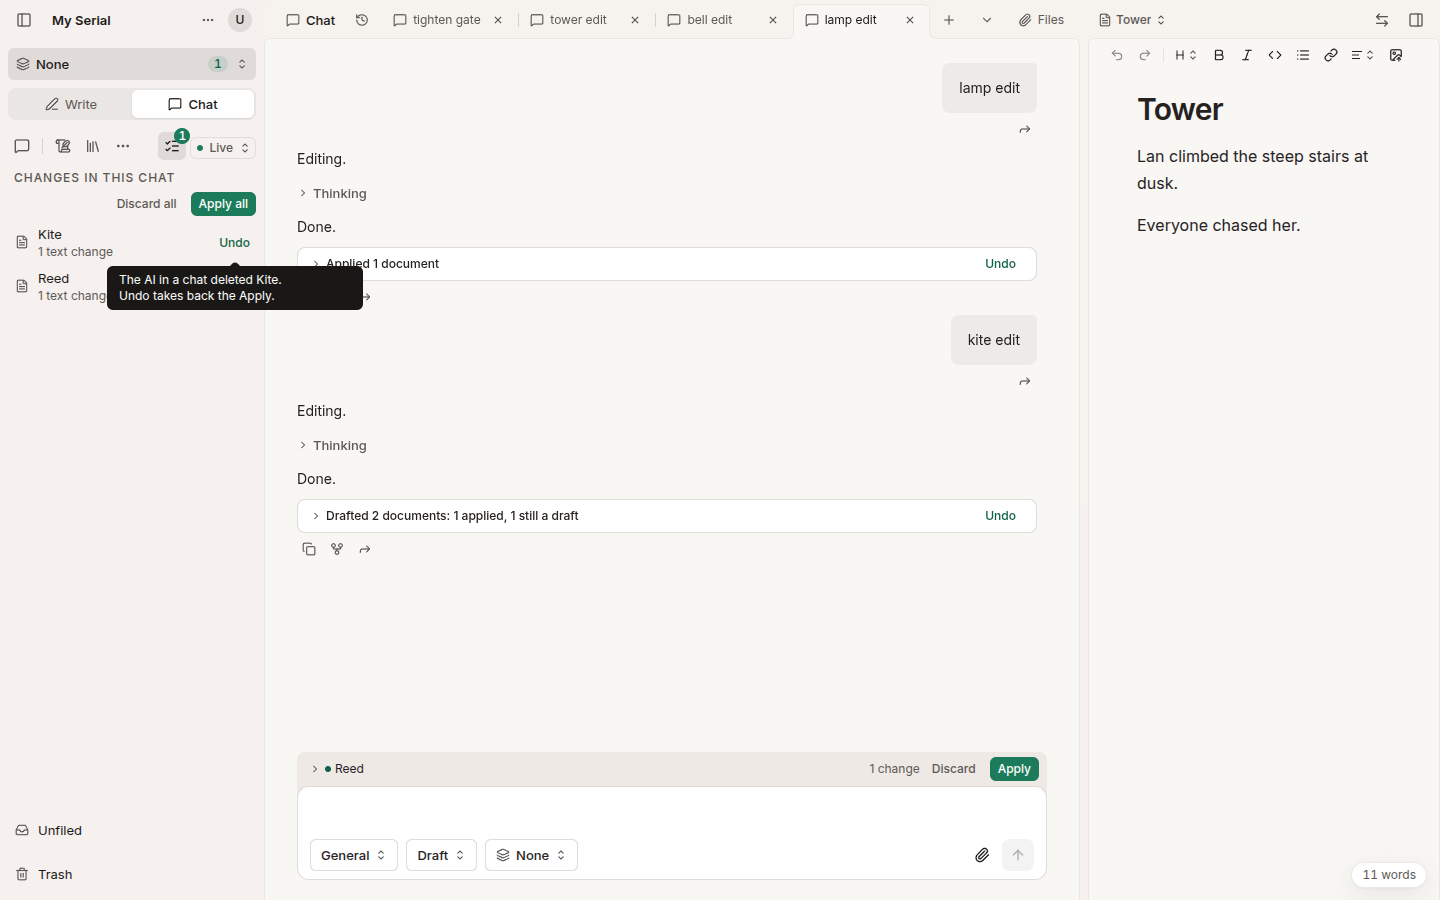 My Serial
U
Chat
tighten gate
tower edit
bell edit
lamp edit
Files
Tower
None
1
Write
Chat
1
Live
CHANGES IN THIS CHAT
Discard all
Apply all
Kite
1 text change
Undo
Reed
1 text chang
The AI in a chat deleted Kite.
Undo takes back the Apply.
Unfiled
Trash
lamp edit
Editing.
Thinking
Done.
Applied 1 document
Undo
kite edit
Editing.
Thinking
Done.
Drafted 2 documents: 1 applied, 1 still a draft
Undo
Reed
1 change
Discard
Apply
General
Draft
None
H
B
I
Tower
Lan climbed the steep stairs at
dusk.
Everyone chased her.
11 words